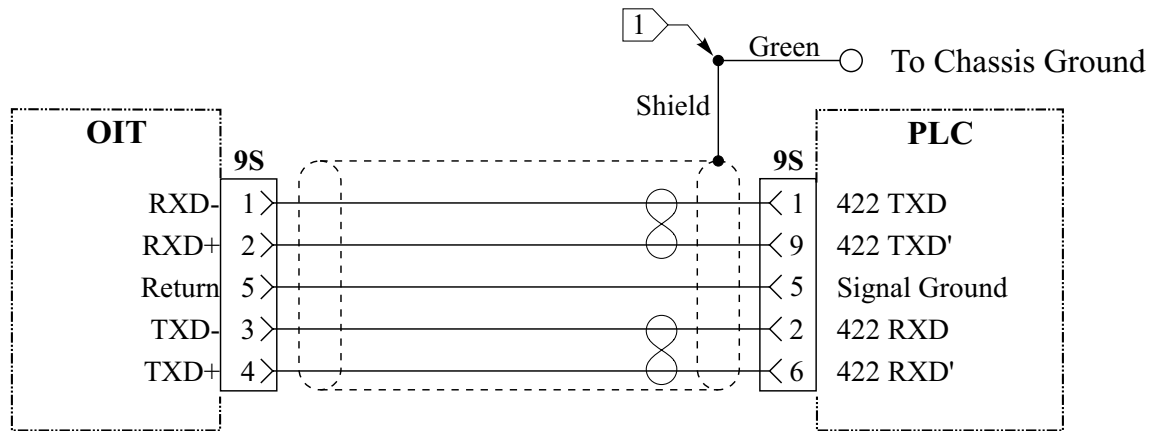 1
Green To Chassis Ground
Shield
OIT PLC
9S 9S
RXD- 1 1 422 TXD
RXD+ 2 9 422 TXD'
Return 5 5 Signal Ground
TXD- 3 2 422 RXD
TXD+ 4 6 422 RXD'